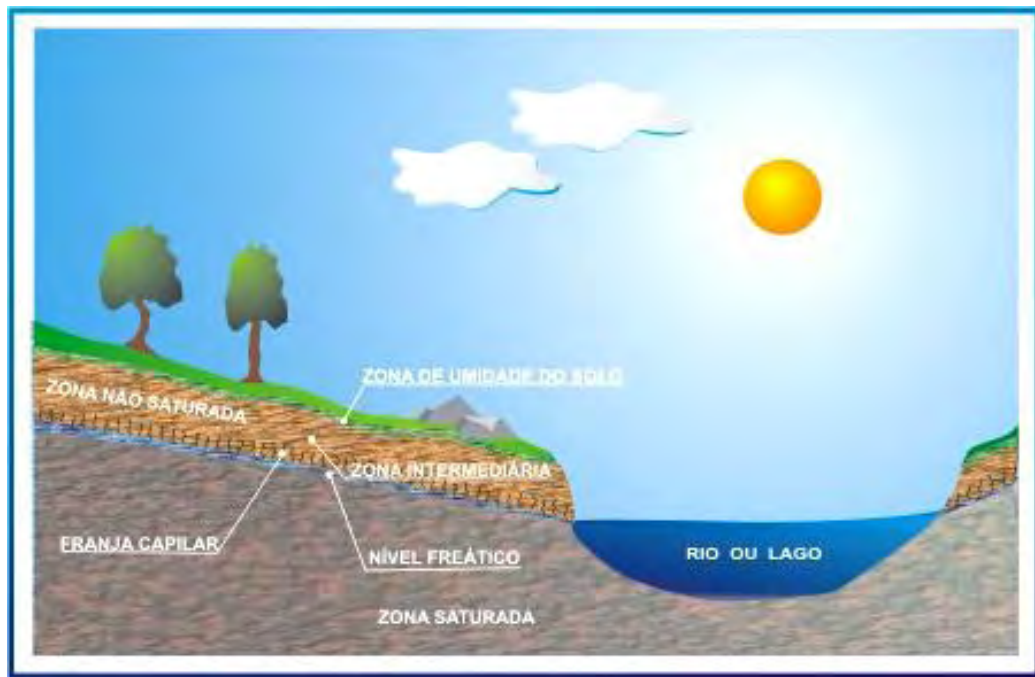 ZONA DE UMIDADE DO SOLO
ZONA NÃO SATURADA
ZONA INTERMEDIÁRIA
FRANJA CAPILAR
NÍVEL FREÁTICO
RIO OU LAGO
ZONA SATURADA